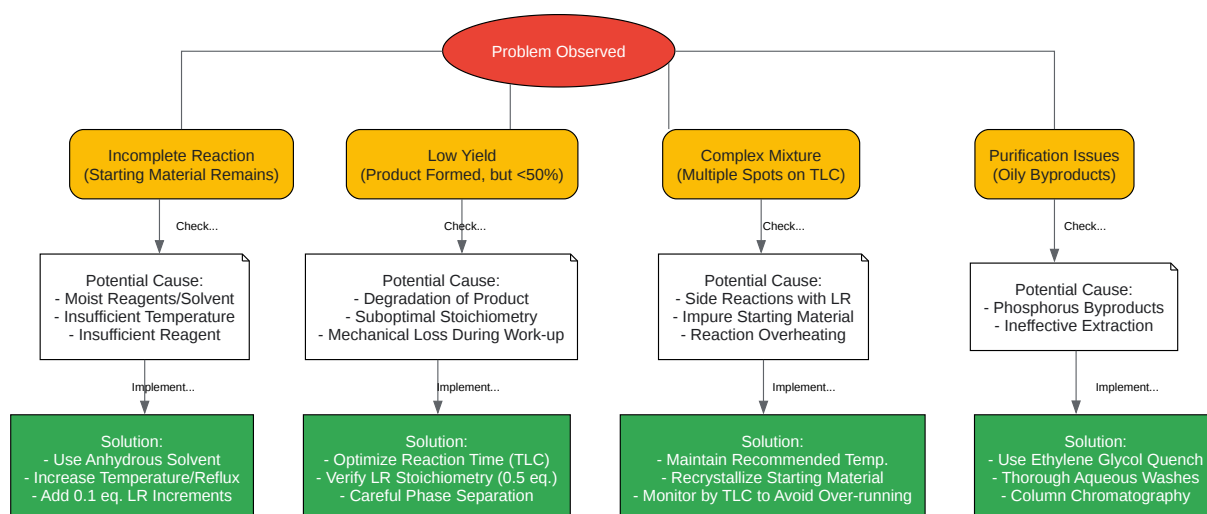 Problem Observed
Incomplete Reaction
(Starting Material Remains)
Low Yield
(Product Formed, but <50%)
Complex Mixture
(Multiple Spots on TLC)
Purification Issues
(Oily Byproducts)
Check...
Check...
Check...
Check...
Potential Cause:
- Moist Reagents/Solvent
- Insufficient Temperature
- Insufficient Reagent
Potential Cause:
- Degradation of Product
- Suboptimal Stoichiometry
- Mechanical Loss During Work-up
Potential Cause:
- Side Reactions with LR
- Impure Starting Material
- Reaction Overheating
Potential Cause:
- Phosphorus Byproducts
- Ineffective Extraction
Implement...
Implement...
Implement...
Implement...
Solution:
- Use Anhydrous Solvent
- Increase Temperature/Reflux
- Add 0.1 eq. LR Increments
Solution:
- Optimize Reaction Time (TLC)
- Verify LR Stoichiometry (0.5 eq.)
- Careful Phase Separation
Solution:
- Maintain Recommended Temp.
- Recrystallize Starting Material
- Monitor by TLC to Avoid Over-running
Solution:
- Use Ethylene Glycol Quench
- Thorough Aqueous Washes
- Column Chromatography